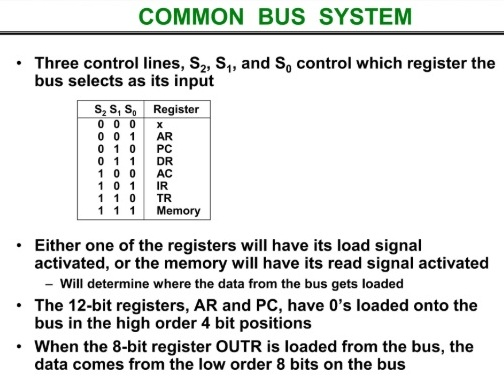 COMMON BUS SYSTEM
• Three control lines, S₂, S₁, and S₀ control which register the
bus selects as its input
S₂ S₁ S₀ Register
0 0 0 x
0 0 1 AR
0 1 0 PC
0 1 1 DR
1 0 0 AC
1 0 1 IR
1 1 0 TR
1 1 1 Memory
• Either one of the registers will have its load signal
activated, or the memory will have its read signal activated
– Will determine where the data from the bus gets loaded
• The 12-bit registers, AR and PC, have 0's loaded onto the
bus in the high order 4 bit positions
• When the 8-bit register OUTR is loaded from the bus, the
data comes from the low order 8 bits on the bus